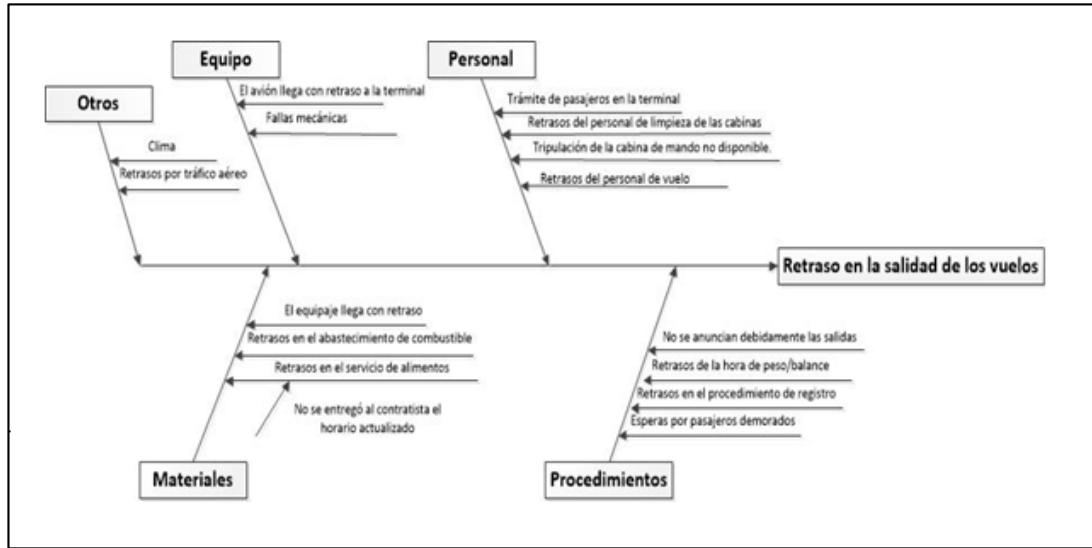 Equipo
Personal
Otros
El avión llega con retraso a la terminal
Fallas mecánicas
Trámite de pasajeros en la terminal
Retrasos del personal de limpieza de las cabinas
Tripulación de la cabina de mando no disponible.
Retrasos del personal de vuelo
Clima
Retrasos por tráfico aéreo
Retraso en la salidad de los vuelos
El equipaje llega con retraso
Retrasos en el abastecimiento de combustible
Retrasos en el servicio de alimentos
No se entregó al contratista el
horario actualizado
No se anuncian debidamente las salidas
Retrasos de la hora de peso/balance
Retrasos en el procedimiento de registro
Esperas por pasajeros demorados
Materiales
Procedimientos